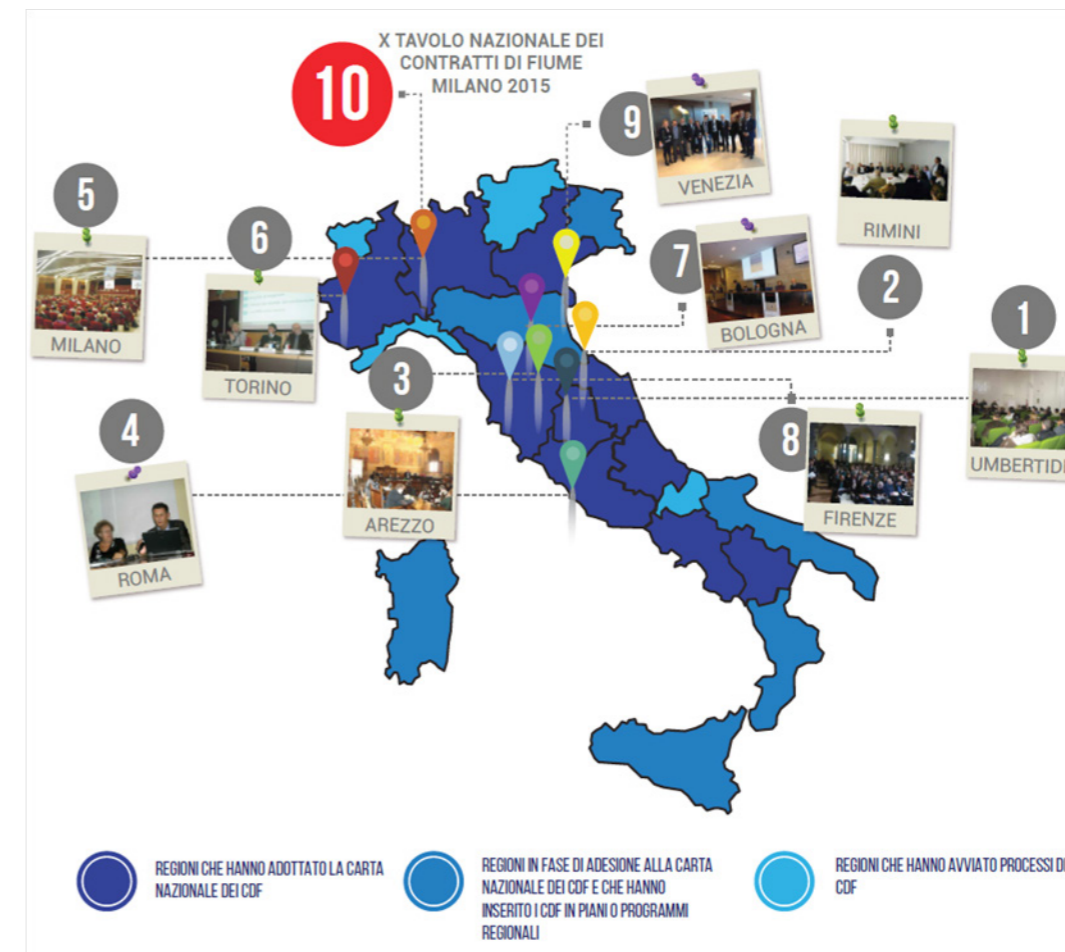 X TAVOLO NAZIONALE DEI
CONTRATTI DI FIUME
MILANO 2015
10
9
VENEZIA
RIMINI
5
MILANO
6
TORINO
7
BOLOGNA
2
1
UMBERTIDE
3
AREZZO
4
ROMA
8
FIRENZE
REGIONI CHE HANNO ADOTTATO LA CARTA
NAZIONALE DEI CDF
REGIONI IN FASE DI ADESIONE ALLA CARTA
NAZIONALE DEI CDF E CHE HANNO
INSERITO I CDF IN PIANI O PROGRAMMI
REGIONALI
REGIONI CHE HANNO AVVIATO PROCESSI DI
CDF